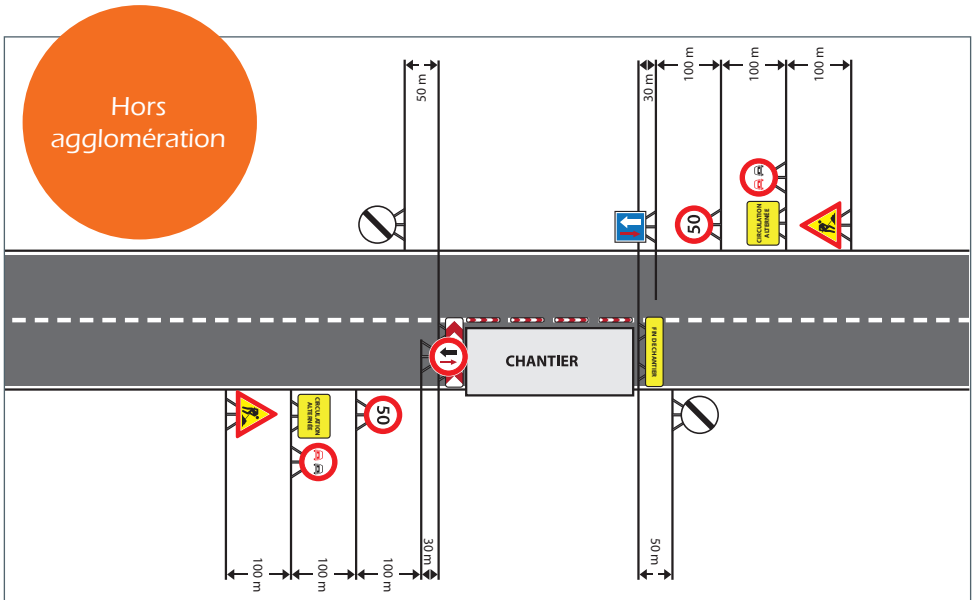 Hors
agglomération
50 m
30 m
100 m
100 m
100 m
50
CIRCULATION
ALTERNÉE
CHANTIER
FIN DE CHANTIER
CIRCULATION
ALTERNÉE
50
100 m
100 m
100 m
30 m
50 m